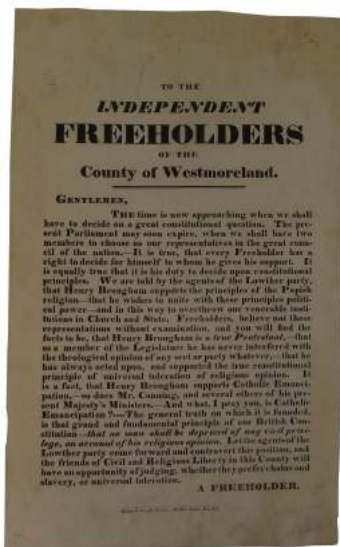 TO THE
INDEPENDENT
FREEHOLDERS
OF THE
County of Westmoreland.
GENTLEMEN,
THE time is now approaching when we shall
have to decide on a great constitutional question. The pre-
sent Parliament may soon expire, when we shall have two
members to choose as our representatives in the great coun-
cil of the nation.—It is true, that every Freeholder has a
right to decide for himself to whom he gives his support. It
is equally true that it is his duty to decide upon constitutional
principles. We are told by the agents of the Lowther party,
that Henry Brougham supports the principles of the Popish
religion—that he wishes to unite with these principles politi-
cal power—and in this way to overthrow our venerable insti-
tutions in Church and State. Freeholders, believe not these
representations without examination, and you will find the
facts to be, that Henry Brougham is a true Protestant,—that
as a member of the Legislature he has never interfered with
the theological opinion of any sect or party whatever,—that he
has always acted upon, and supported the true constitutional
principle of universal toleration of religious opinion. It
is a fact, that Henry Brougham supports Catholic Emanci-
pation,—so does Mr. Canning, and several others of his pre-
sent Majesty's Ministers.—And what, I pray you, is Catholic
Emancipation?—The general truth on which it is founded,
is that grand and fundamental principle of our British Con-
stitution—that no man shall be deprived of any civil privi-
lege, on account of his religious opinion. Let the agents of the
Lowther party come forward and controvert this position, and
the friends of Civil and Religious Liberty in this County will
have an opportunity of judging, whether they prefer chains and
slavery, or universal toleration.
A FREEHOLDER.